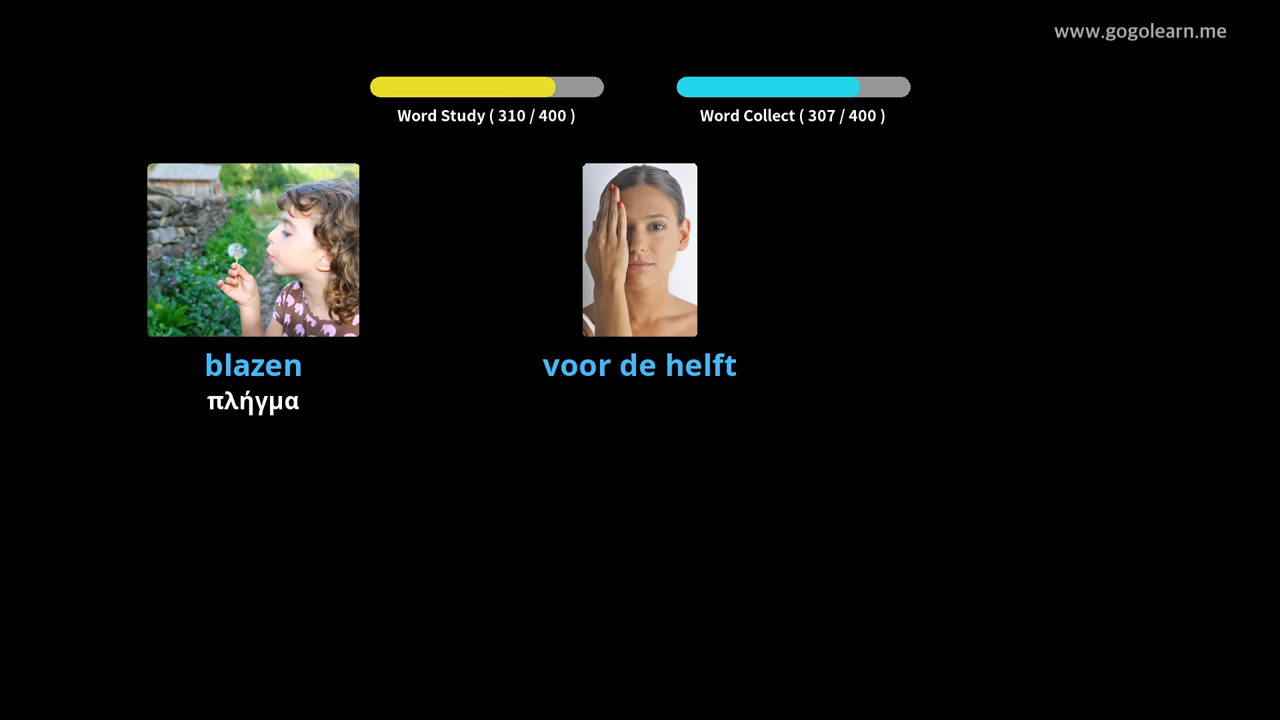 www.gogolearn.me
Word Study ( 310 / 400 )
Word Collect ( 307 / 400 )
blazen
voor de helft
πλήγμα